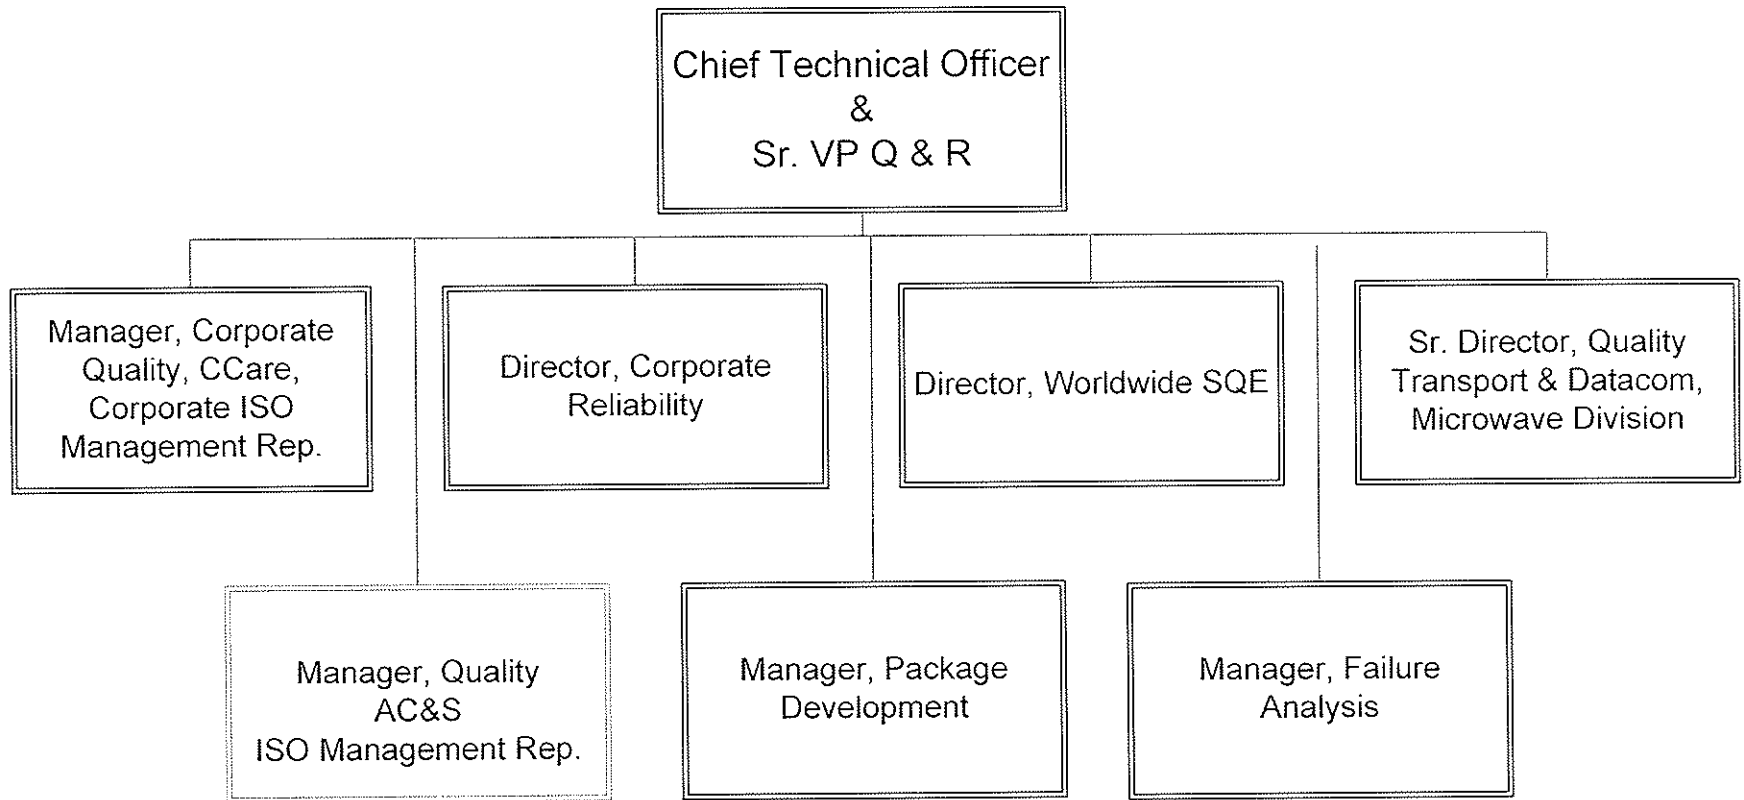 Chief Technical Officer
&
Sr. VP Q & R
Manager, Corporate
Quality, CCare,
Corporate ISO
Management Rep.
Director, Corporate
Reliability
Director, Worldwide SQE
Sr. Director, Quality
Transport & Datacom,
Microwave Division
Manager, Quality
AC&S
ISO Management Rep.
Manager, Package
Development
Manager, Failure
Analysis